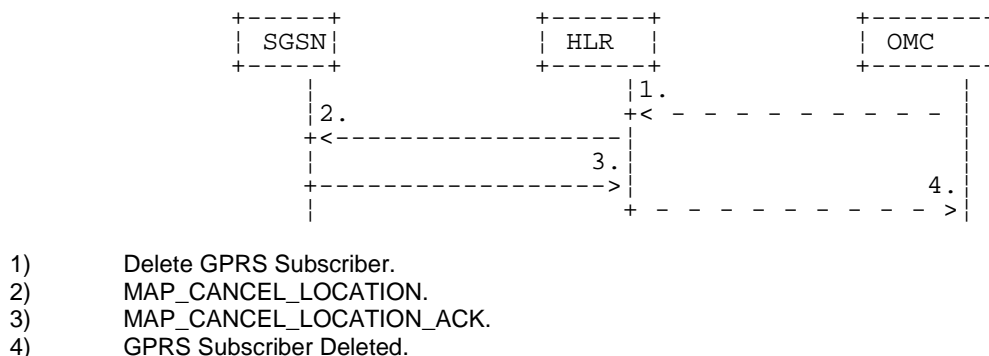 SGSN HLR OMC
1.
2.
3.
4.
1) Delete GPRS Subscriber.
2) MAP_CANCEL_LOCATION.
3) MAP_CANCEL_LOCATION_ACK.
4) GPRS Subscriber Deleted.